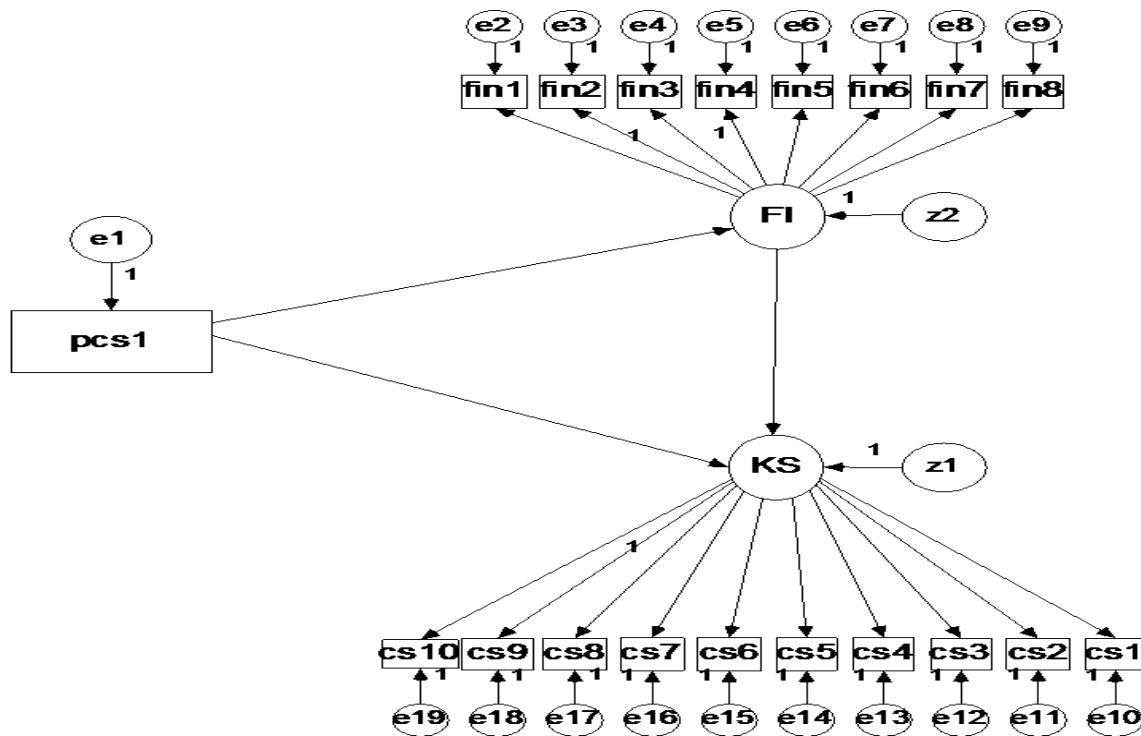 e2 e3 e4 e5 e6 e7 e8 e9
1 1 1 1 1 1 1 1
fin1 fin2 fin3 fin4 fin5 fin6 fin7 fin8
1 1
FI 1 z2
e1
1
pcs1
KS 1 z1
1
cs10 cs9 cs8 cs7 cs6 cs5 cs4 cs3 cs2 cs1
1 1 1 1 1 1 1 1 1 1
e19 e18 e17 e16 e15 e14 e13 e12 e11 e10